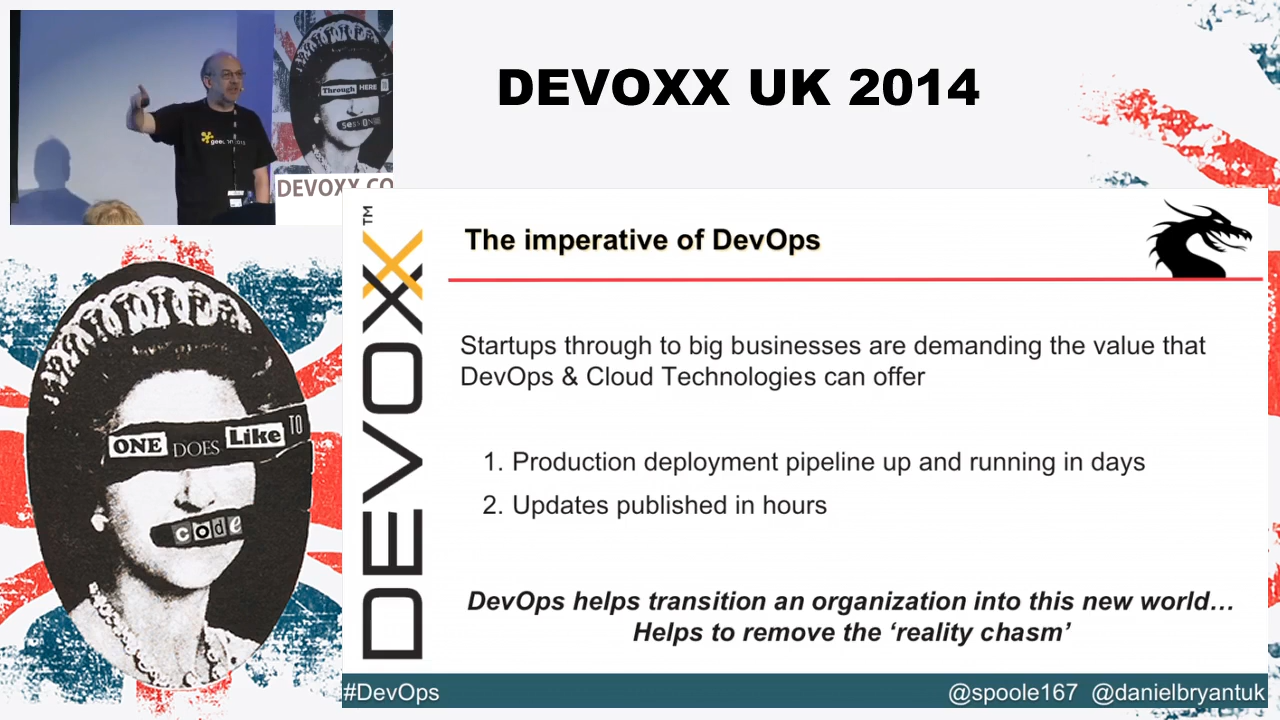 DEVOXX UK 2014
Through HERE
DEVOXX.CO
DEVOXX™
The imperative of DevOps
Startups through to big businesses are demanding the value that
DevOps & Cloud Technologies can offer
1. Production deployment pipeline up and running in days
2. Updates published in hours
DevOps helps transition an organization into this new world…
Helps to remove the ‘reality chasm’
ONE DOES Like TO
code
#DevOps
@spoole167 @danielbryantuk